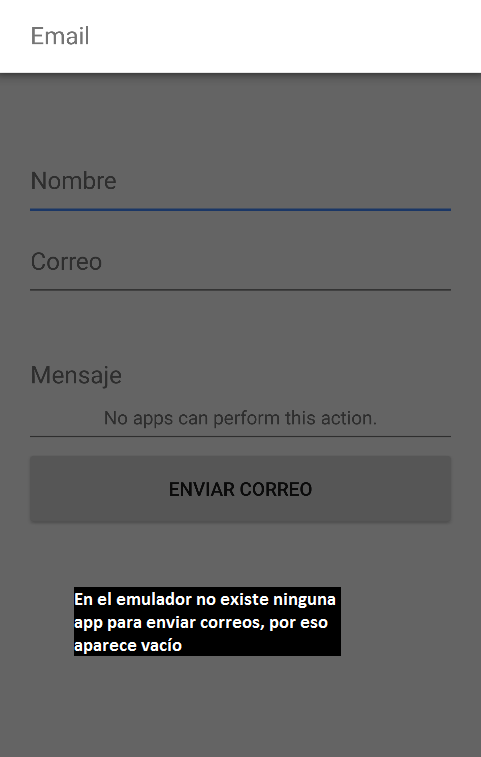 Email
Nombre
Correo
Mensaje
No apps can perform this action.
ENVIAR CORREO
En el emulador no existe ninguna
app para enviar correos, por eso
aparece vacío